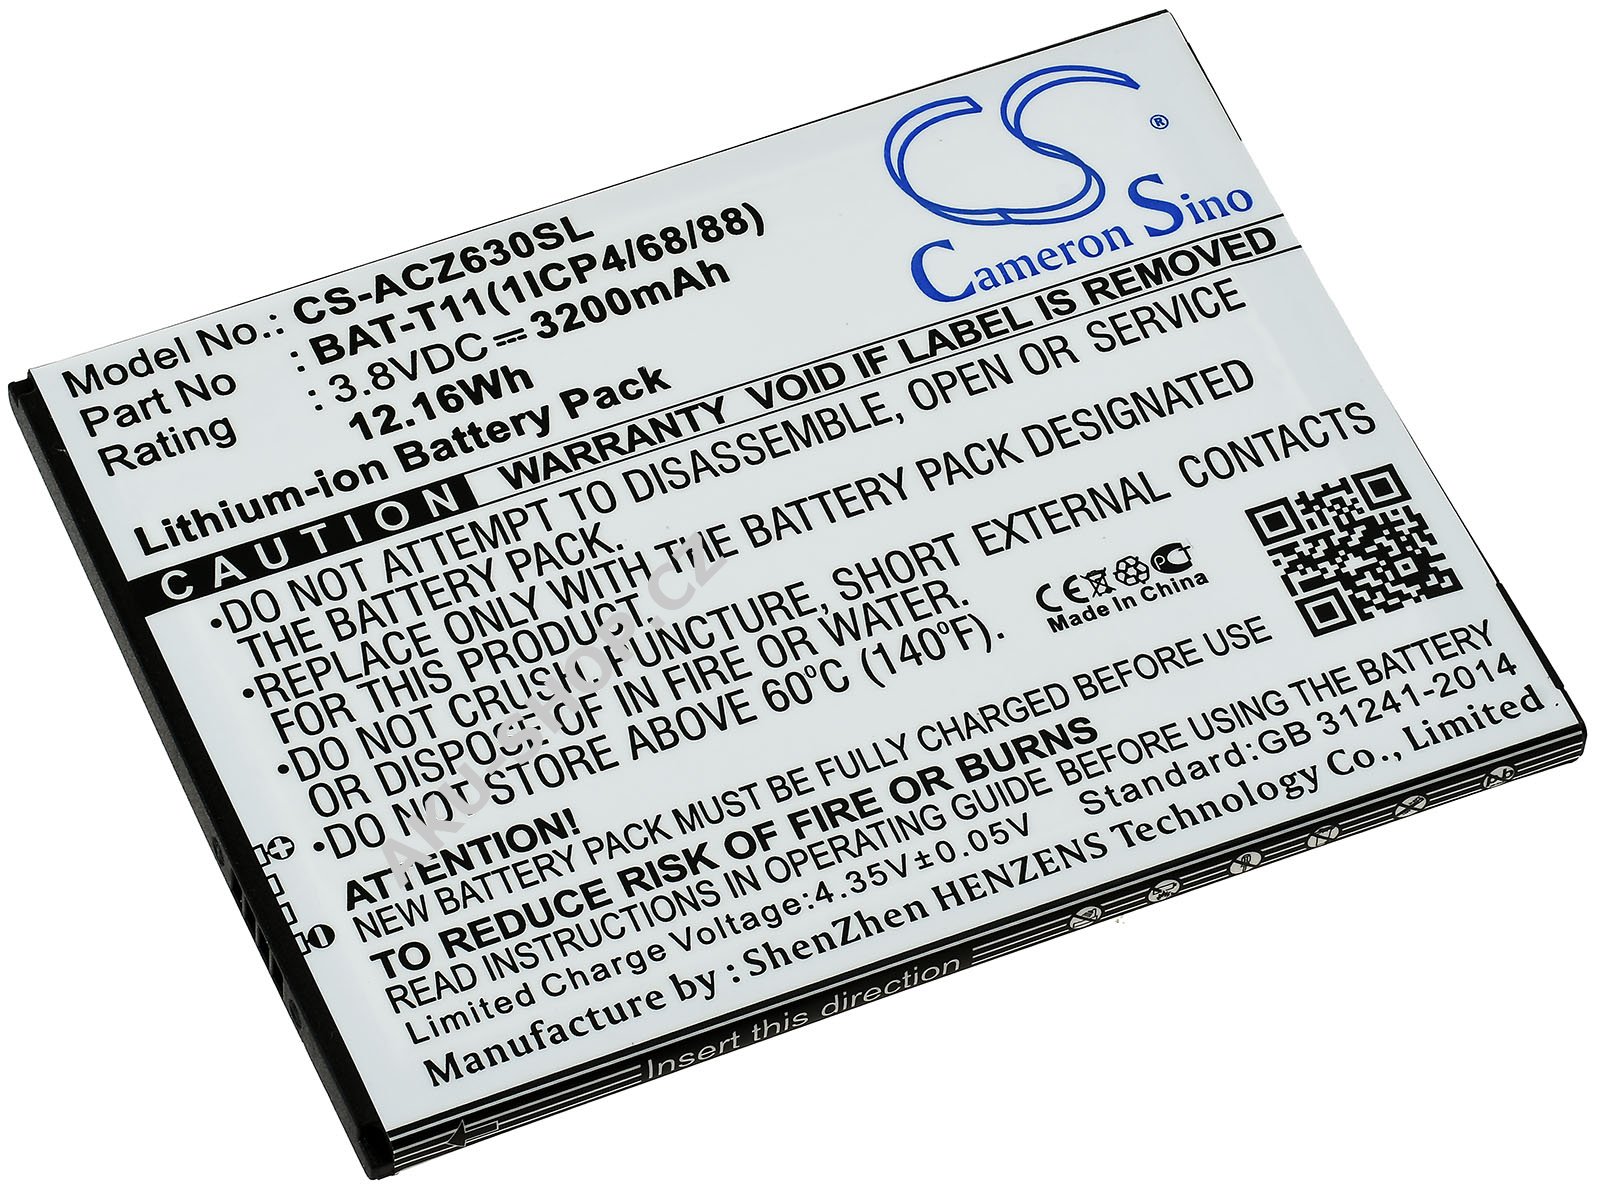 CS
®
Cameron Sino
Model No.: CS-ACZ630SL
Part No : BAT-T11(1ICP4/68/88)
Rating : 3.8VDC⎓3200mAh
12.16Wh
Lithium-ion Battery Pack
CAUTION WARRANTY VOID IF LABEL IS REMOVED
•DO NOT ATTEMPT TO DISASSEMBLE, OPEN OR SERVICE
THE BATTERY PACK.
•REPLACE ONLY WITH THE BATTERY PACK DESIGNATED
FOR THIS PRODUCT.
•DO NOT CRUSH, PUNCTURE, SHORT EXTERNAL CONTACTS
OR DISPOSE OF IN FIRE OR WATER.
•DO NOT STORE ABOVE 60°C (140°F).
CE
Made in China
ATTENTION!
NEW BATTERY PACK MUST BE FULLY CHARGED BEFORE USE
TO REDUCE RISK OF FIRE OR BURNS
READ INSTRUCTIONS IN OPERATING GUIDE BEFORE USING THE BATTERY
Limited Charge Voltage:4.35V±0.05V Standard:GB 31241-2014
Manufacture by : ShenZhen HENZENS Technology Co., Limited
Insert this direction
Aku-shop.cz